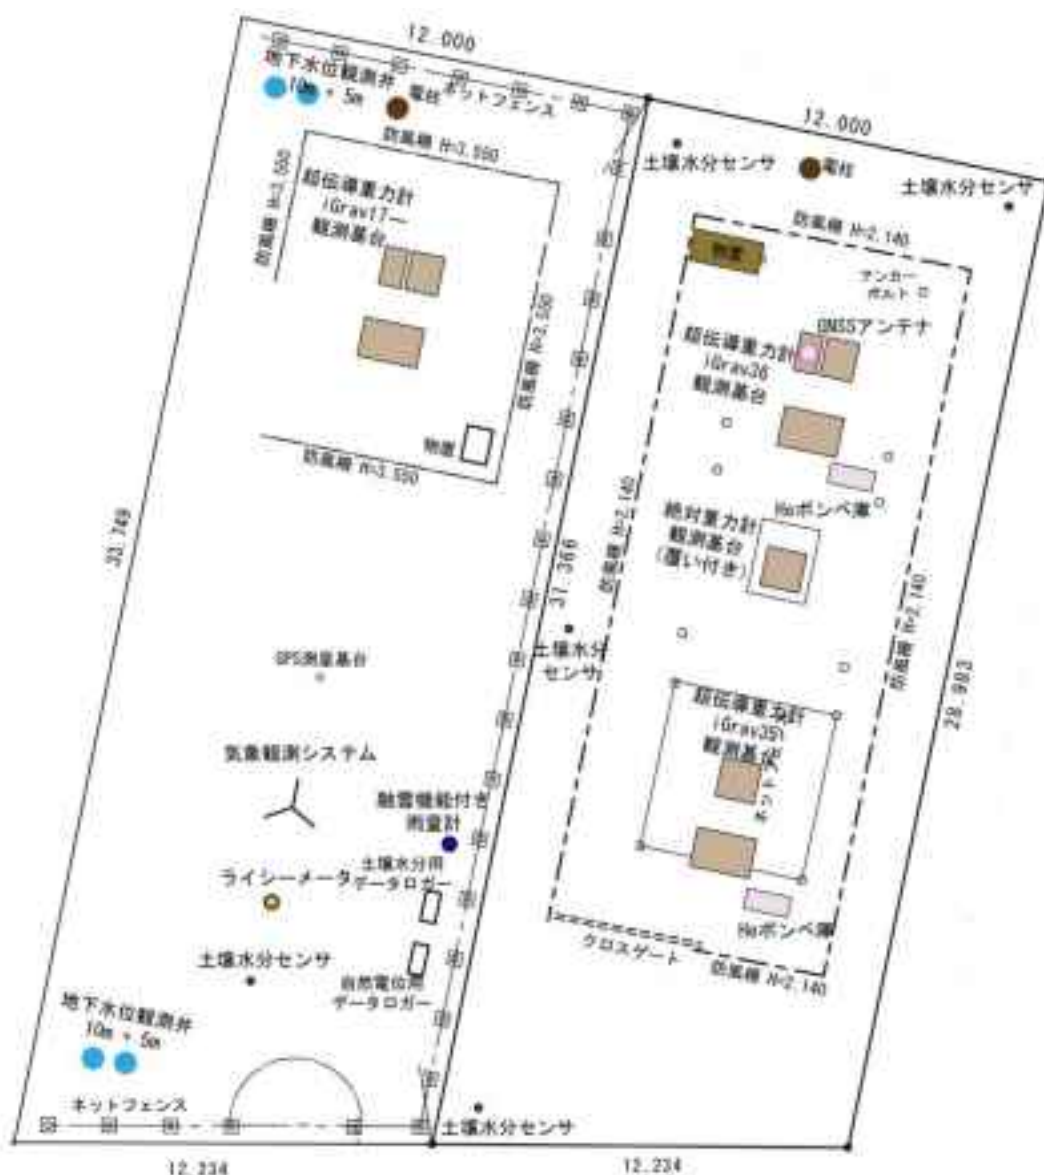 12.000
地下水位観測井
10m + 5m
電柱
ネットフェンス
防風柵 H=3.550
防風柵 H=3.550
超伝導重力計
iGrav17
観測基台
防風柵 H=3.550
物置
防風柵 H=3.550
33.749
GPS測量基台
気象観測システム
融雪機能付き
雨量計
土壌水分用
データロガー
ライシーメータ
土壌水分センサ
自然電位用
データロガー
地下水位観測井
10m + 5m
ネットフェンス
12.234
12.000
土壌水分センサ
電柱
土壌水分センサ
防風柵 H=2.140
物置
アンカー
ボルト
GNSSアンテナ
超伝導重力計
iGrav36
観測基台
Heボンベ庫
防風柵 H=2.140
絶対重力計
観測基台
(覆い付き)
31.366
土壌水分
センサ
防風柵 H=2.140
28.983
超伝導重力計
iGrav35
観測基台
Heボンベ庫
クロスゲート
防風柵 H=2.140
土壌水分センサ
12.234